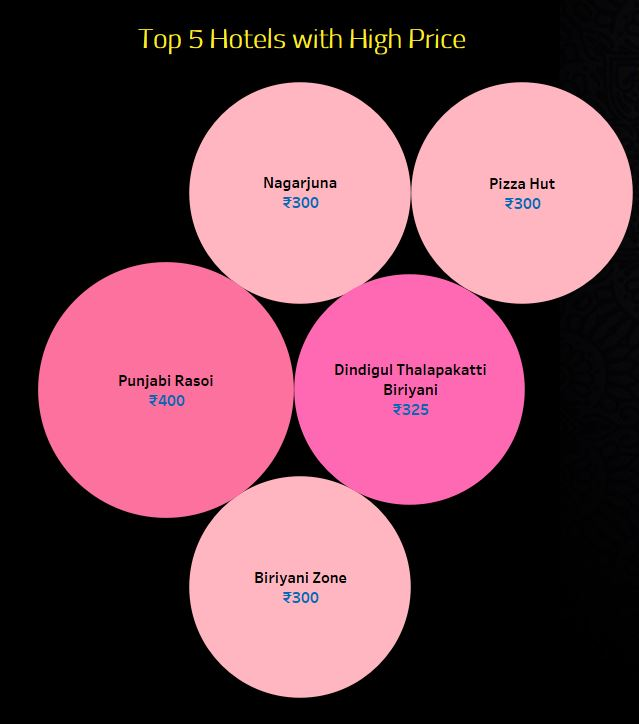 Top 5 Hotels with High Price
Nagarjuna
₹300
Pizza Hut
₹300
Punjabi Rasoi
₹400
Dindigul Thalapakatti
Biriyani
₹325
Biriyani Zone
₹300